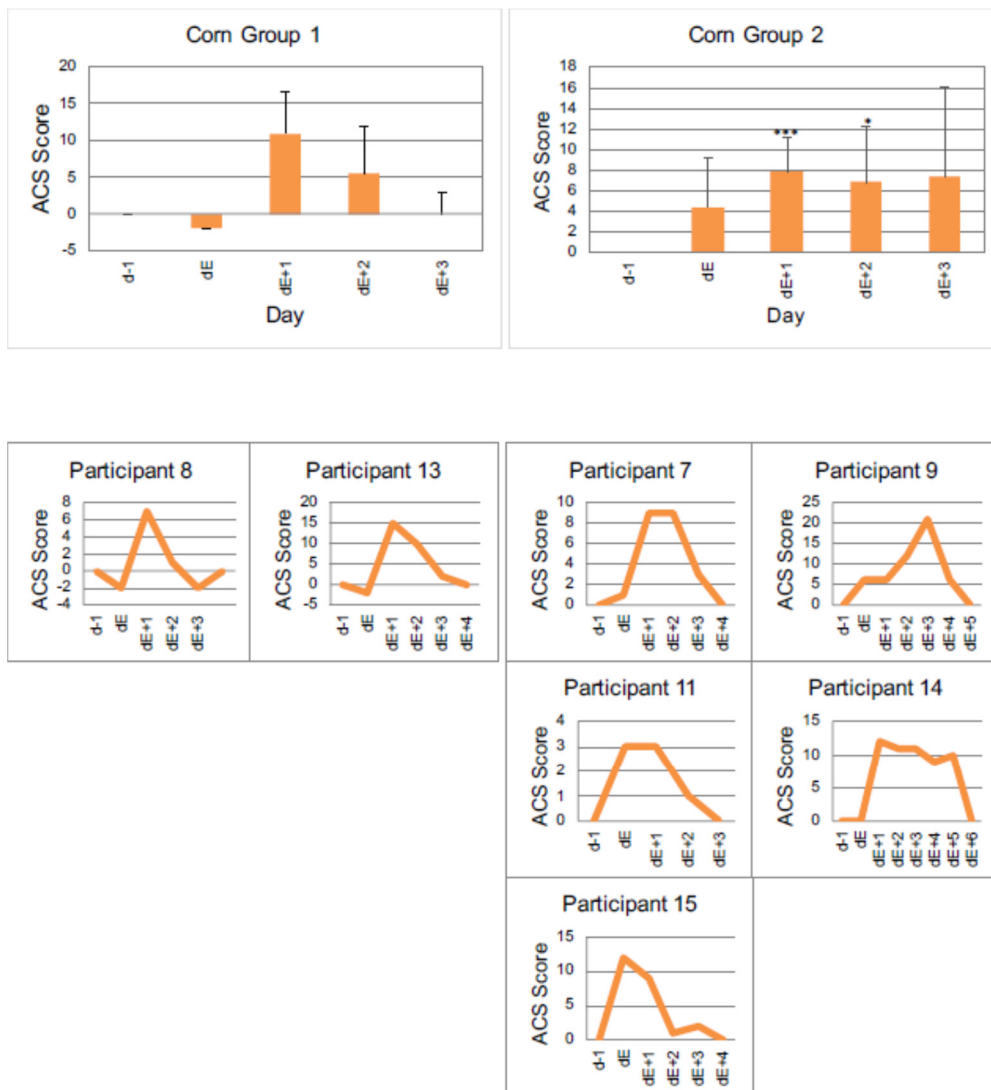 Corn Group 1
ACS Score
20
15
10
5
0
-5
d-1
dE
dE+1
dE+2
dE+3
Day
Corn Group 2
ACS Score
18
16
14
12
10
8
6
4
2
0
***
*
d-1
dE
dE+1
dE+2
dE+3
Day
Participant 8
ACS Score
8
6
4
2
0
-2
-4
d-1
dE
dE+1
dE+2
dE+3
Participant 13
ACS Score
20
15
10
5
0
-5
d-1
dE
dE+1
dE+2
dE+3
dE+4
Participant 7
ACS Score
10
8
6
4
2
0
d-1
dE
dE+1
dE+2
dE+3
dE+4
Participant 9
ACS Score
25
20
15
10
5
0
d-1
dE
dE+1
dE+2
dE+3
dE+4
dE+5
Participant 11
ACS Score
4
3
2
1
0
d-1
dE
dE+1
dE+2
dE+3
Participant 14
ACS Score
15
10
5
0
d-1
dE
dE+1
dE+2
dE+3
dE+4
dE+5
dE+6
Participant 15
ACS Score
15
10
5
0
d-1
dE
dE+1
dE+2
dE+3
dE+4